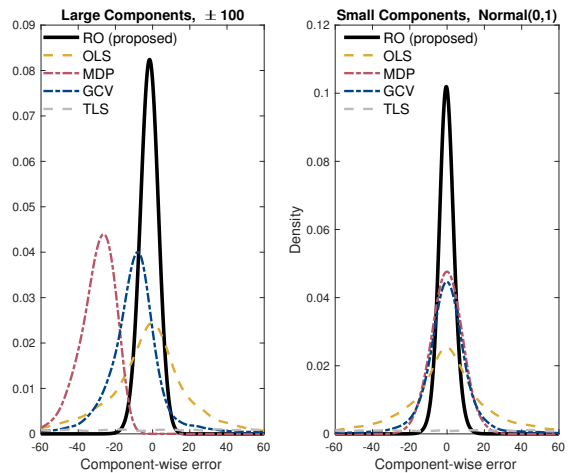 Large Components, ± 100
RO (proposed)
OLS
MDP
GCV
TLS
0.09
0.08
0.07
0.06
0.05
0.04
0.03
0.02
0.01
0
-60 -40 -20 0 20 40 60
Component-wise error
Small Components, Normal(0,1)
RO (proposed)
OLS
MDP
GCV
TLS
0.12
0.1
0.08
0.06
0.04
0.02
0
Density
-60 -40 -20 0 20 40 60
Component-wise error